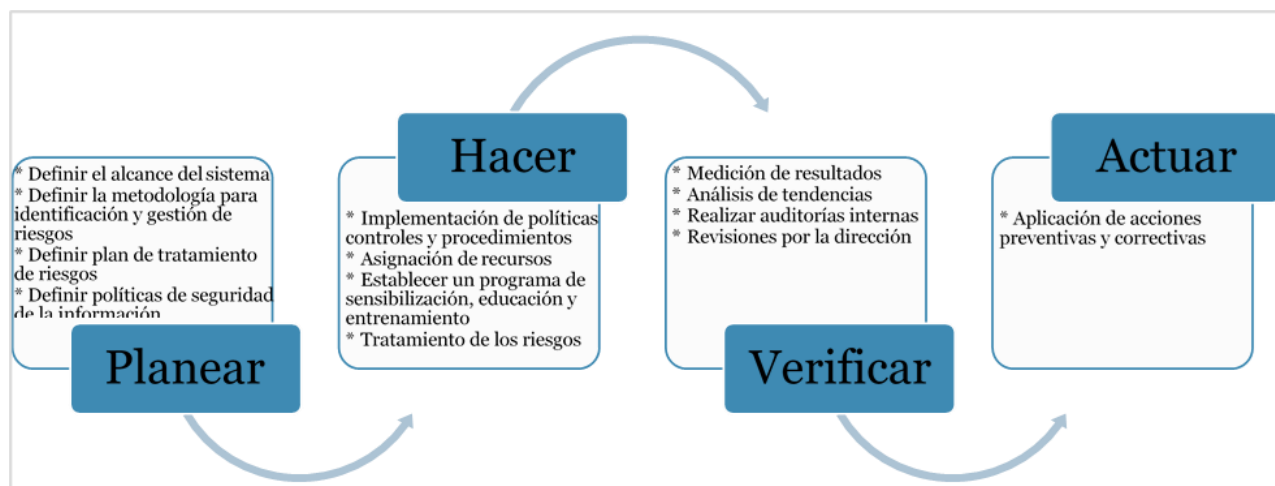 * Definir el alcance del sistema
* Definir la metodología para
identificación y gestión de
riesgos
* Definir plan de tratamiento
de riesgos
* Definir políticas de seguridad
de la información
Planear
Hacer
* Implementación de políticas
controles y procedimientos
* Asignación de recursos
* Establecer un programa de
sensibilización, educación y
entrenamiento
* Tratamiento de los riesgos
* Medición de resultados
* Análisis de tendencias
* Realizar auditorías internas
* Revisiones por la dirección
Verificar
Actuar
* Aplicación de acciones
preventivas y correctivas